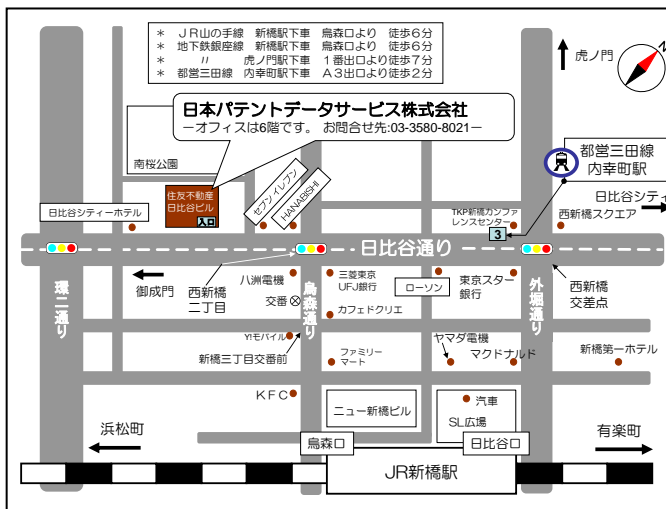 ＊ ＪＲ山の手線 新橋駅下車 烏森口より 徒歩６分
＊ 地下鉄銀座線 新橋駅下車 烏森口より 徒歩６分
＊ 〃 虎ノ門駅下車 １番出口より徒歩７分
＊ 都営三田線 内幸町駅下車 Ａ３出口より徒歩２分
虎ノ門
日本パテントデータサービス株式会社
－オフィスは6階です。 お問合せ先:03-3580-8021－
南桜公園
都営三田線
内幸町駅
住友不動産
日比谷ビル
入口
セブンイレブン
HANABISHI
日比谷シティ
日比谷シティーホテル
TKP新橋カンファ
レンスセンター
3
西新橋スクエア
日比谷通り
御成門
西新橋
二丁目
八洲電機
交番
三菱東京
UFJ銀行
ローソン
東京スター
銀行
西新橋
交差点
環二通り
烏森通り
外堀通り
カフェドクリエ
Y!モバイル
新橋三丁目交番前
ファミリー
マート
ヤマダ電機
マクドナルド
新橋第一ホテル
ＫＦＣ
ニュー新橋ビル
汽車
SL広場
浜松町
烏森口
日比谷口
有楽町
JR新橋駅